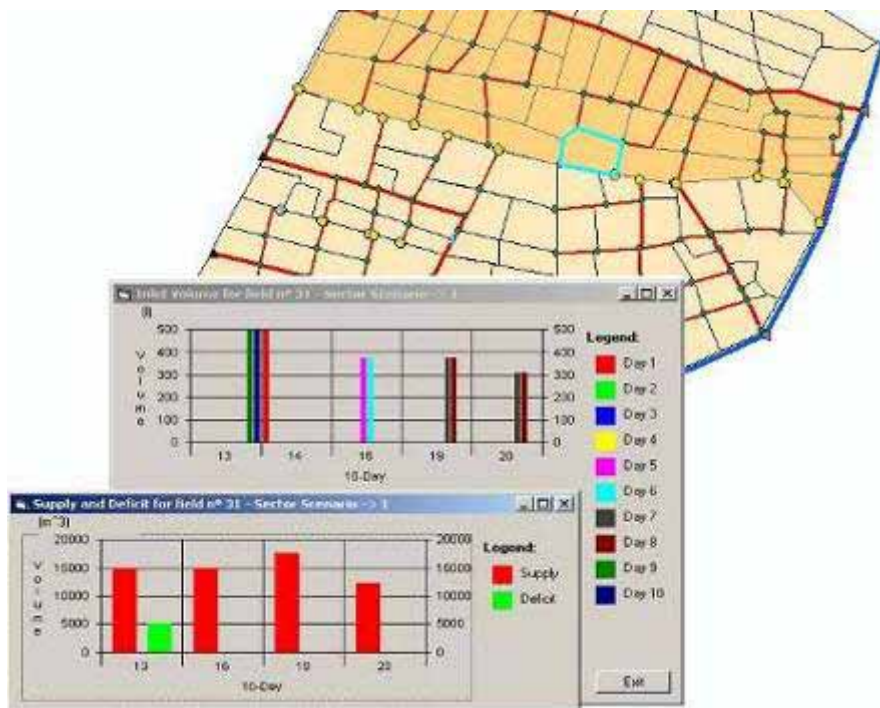 Inlet Volume for field nº 31 - Sector Scenario -> 1
(l)
Volume
500 400 300 200 100 0
500 400 300 200 100 0
13 14 16 19 20
10-Day
Legend:
Day 1
Day 2
Day 3
Day 4
Day 5
Day 6
Day 7
Day 8
Day 9
Day 10
Exit
Supply and Deficit for field nº 31 - Sector Scenario -> 1
(m^3)
Volume
20000 15000 10000 5000 0
20000 15000 10000 5000 0
13 16 19 20
10-Day
Legend:
Supply
Deficit